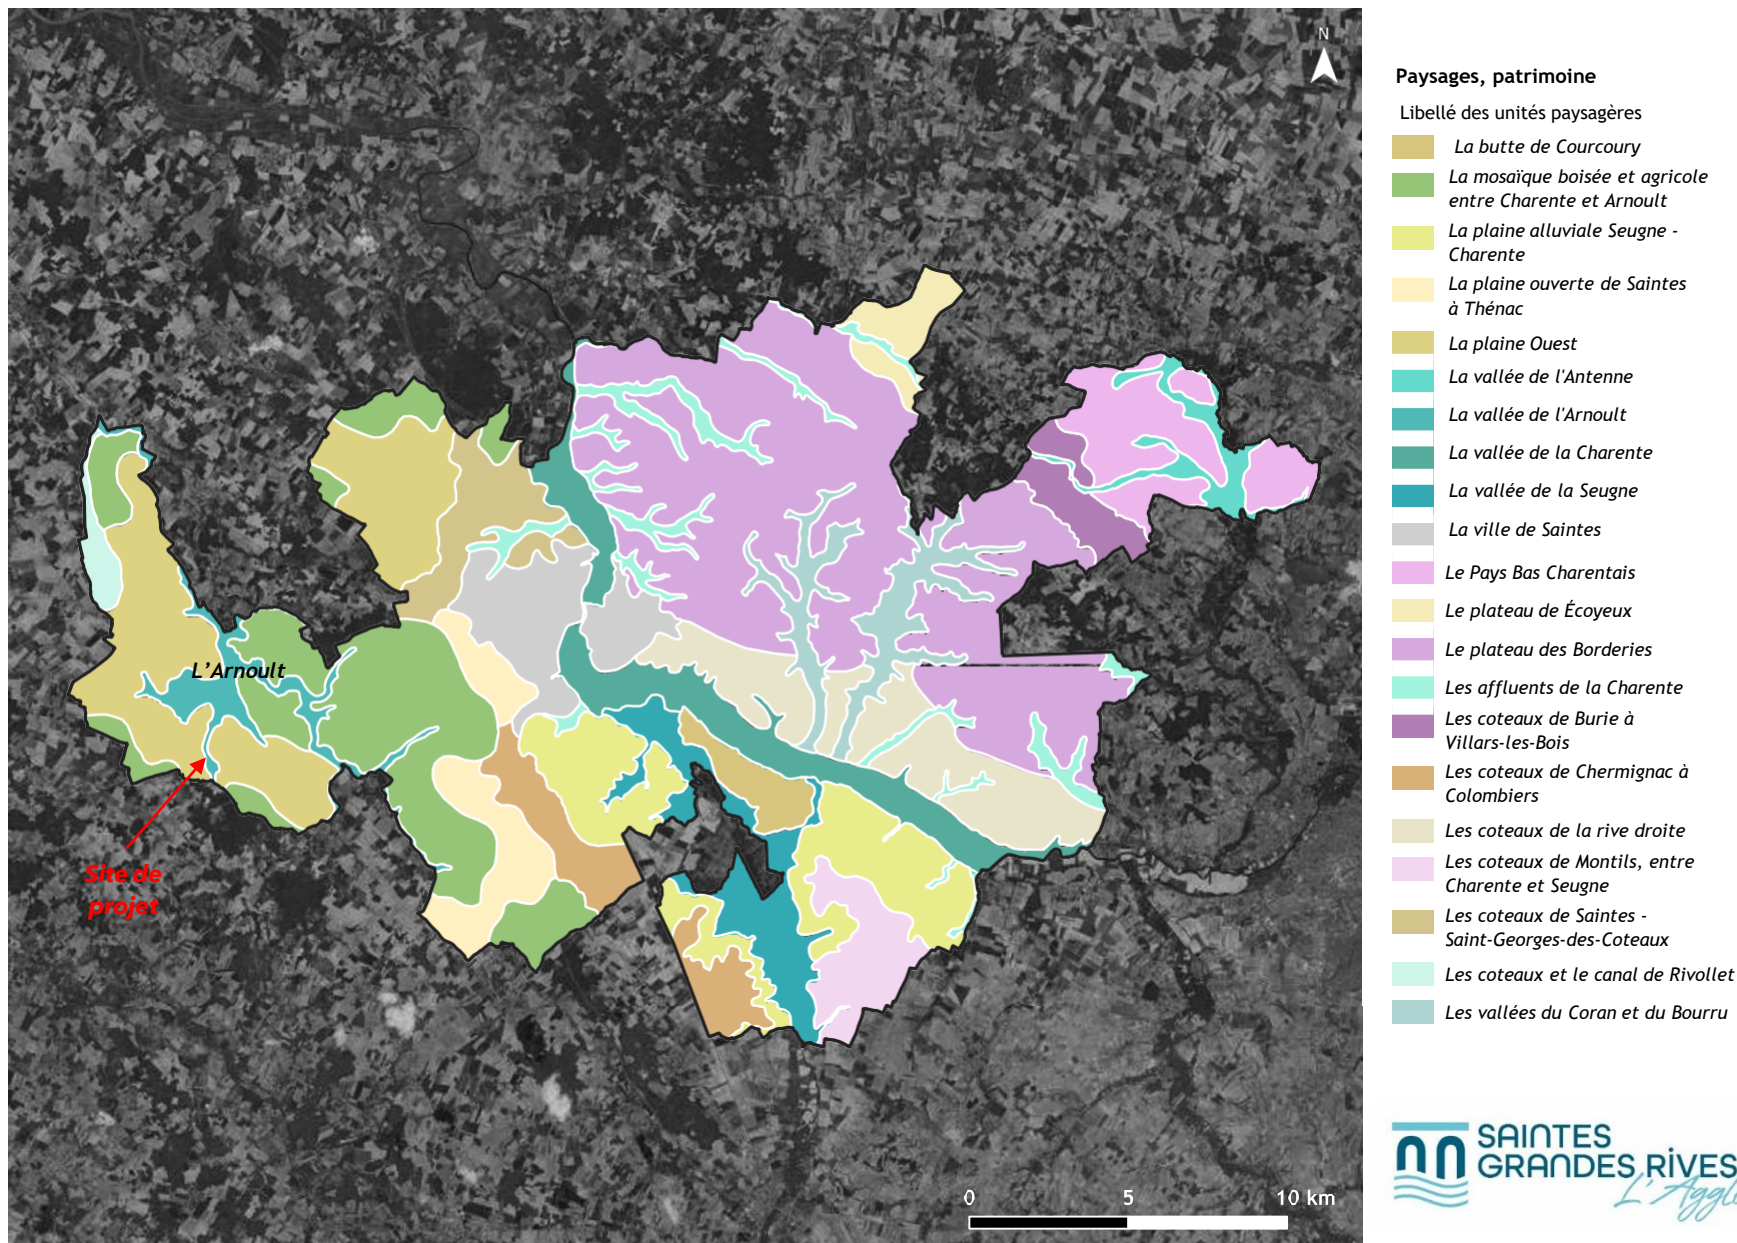 N
Paysages, patrimoine
Libellé des unités paysagères
La butte de Courcoury
La mosaïque boisée et agricole
entre Charente et Arnoult
La plaine alluviale Seugne -
Charente
La plaine ouverte de Saintes
à Thénac
La plaine Ouest
La vallée de l'Antenne
La vallée de l'Arnoult
La vallée de la Charente
La vallée de la Seugne
La ville de Saintes
Le Pays Bas Charentais
Le plateau de Écoyeux
Le plateau des Borderies
Les affluents de la Charente
Les coteaux de Burie à
Villars-les-Bois
Les coteaux de Chermignac à
Colombiers
Les coteaux de la rive droite
Les coteaux de Montils, entre
Charente et Seugne
Les coteaux de Saintes -
Saint-Georges-des-Coteaux
Les coteaux et le canal de Rivollet
Les vallées du Coran et du Bourru
L’Arnoult
Site de
projet
0 5 10 km
SAINTES
GRANDES RIVES
L'Agglo